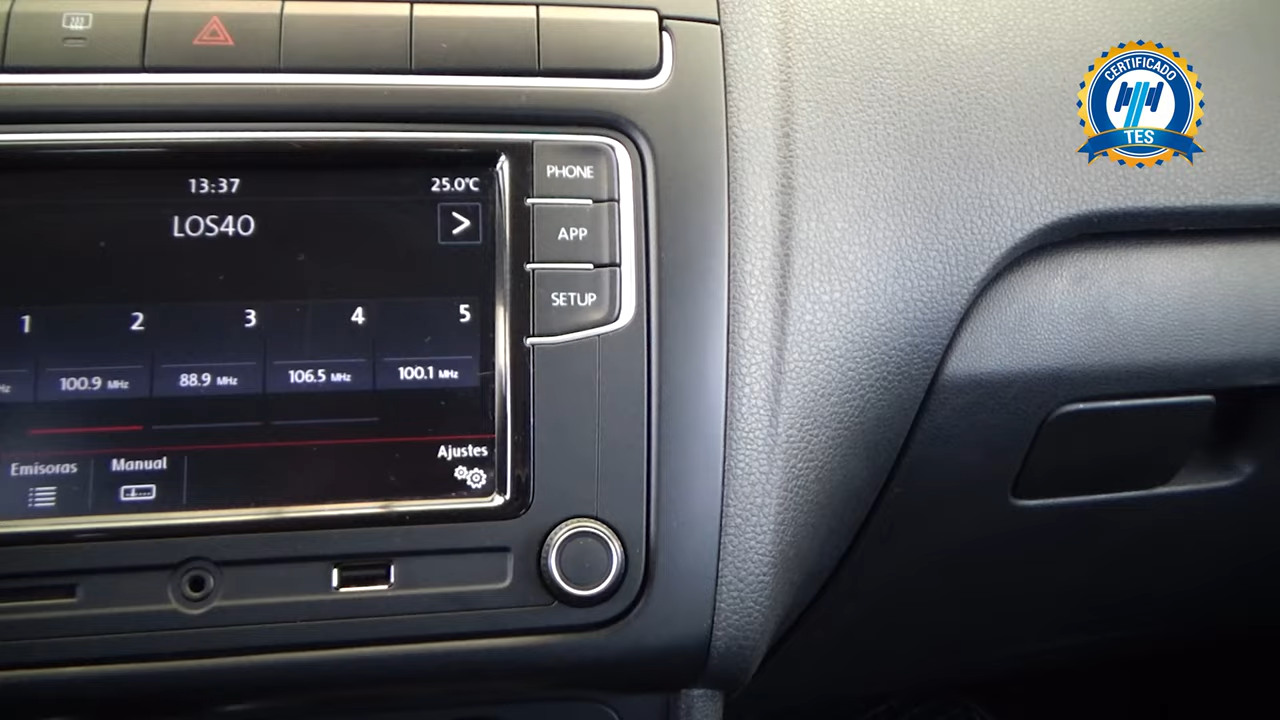 CERTIFICADO
TES
PHONE
APP
SETUP
13:37
25.0°C
LOS40
>
1
2
3
4
5
100.9 MHz
88.9 MHz
106.5 MHz
100.1 MHz
Emisoras
Manual
Ajustes